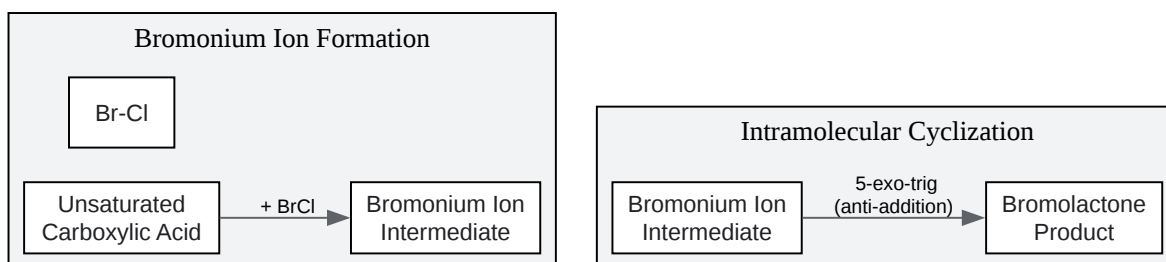 Bromonium Ion Formation
Br-Cl
Unsaturated
Carboxylic Acid
+ BrCl
Bromonium Ion
Intermediate
Intramolecular Cyclization
Bromonium Ion
Intermediate
5-exo-trig
(anti-addition)
Bromolactone
Product